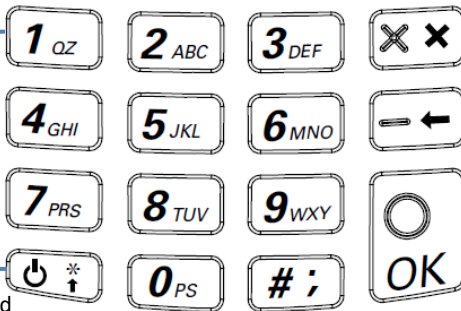 1 QZ 2 ABC 3 DEF ×
4 GHI 5 JKL 6 MNO ←
7 PRS 8 TUV 9 WXY
* 0 PS # ; OK
d